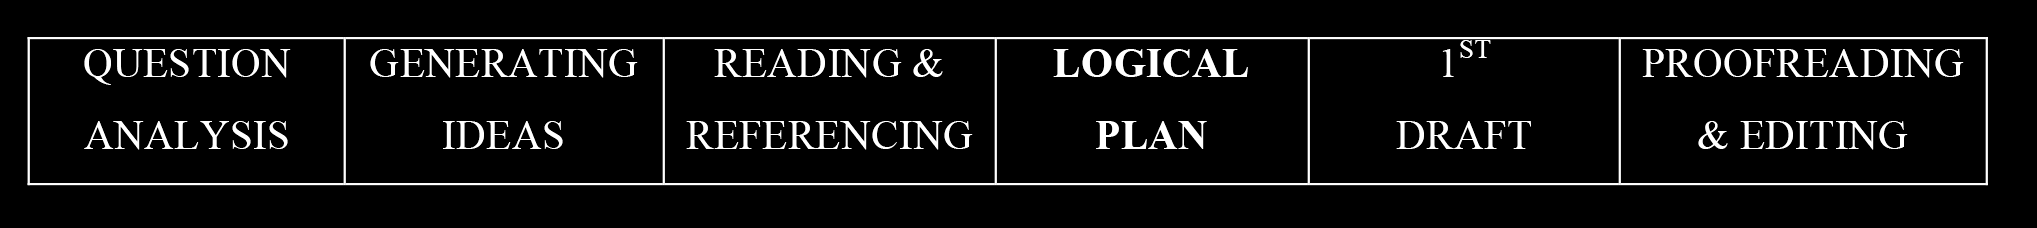 QUESTION
ANALYSIS
GENERATING
IDEAS
READING &
REFERENCING
LOGICAL
PLAN
1ST
DRAFT
PROOFREADING
& EDITING